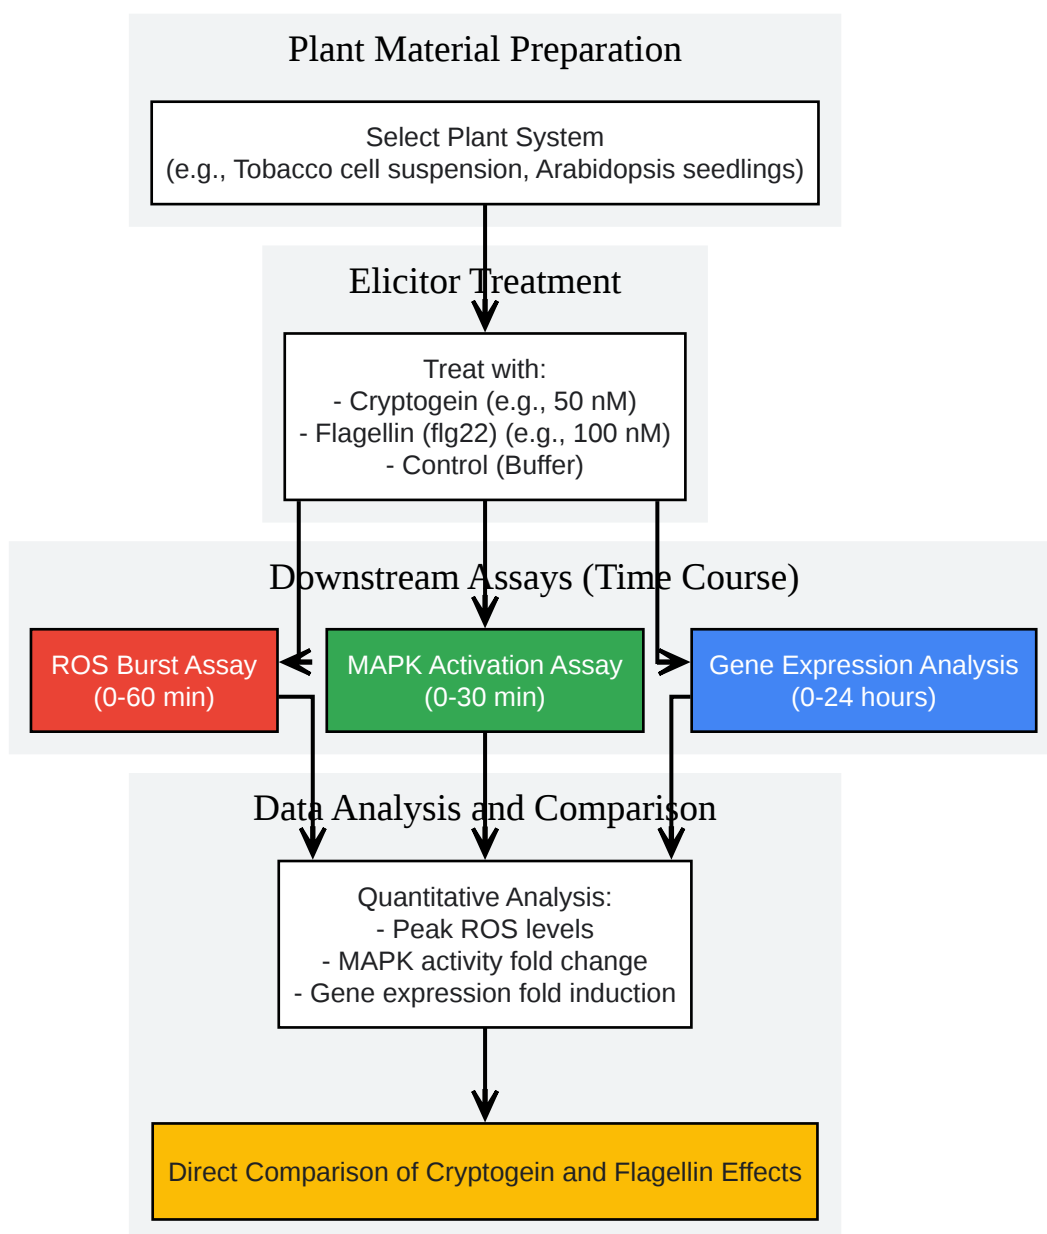 Plant Material Preparation
Select Plant System
(e.g., Tobacco cell suspension, Arabidopsis seedlings)
Elicitor Treatment
Treat with:
- Cryptogein (e.g., 50 nM)
- Flagellin (flg22) (e.g., 100 nM)
- Control (Buffer)
Downstream Assays (Time Course)
ROS Burst Assay
(0-60 min)
MAPK Activation Assay
(0-30 min)
Gene Expression Analysis
(0-24 hours)
Data Analysis and Comparison
Quantitative Analysis:
- Peak ROS levels
- MAPK activity fold change
- Gene expression fold induction
Direct Comparison of Cryptogein and Flagellin Effects